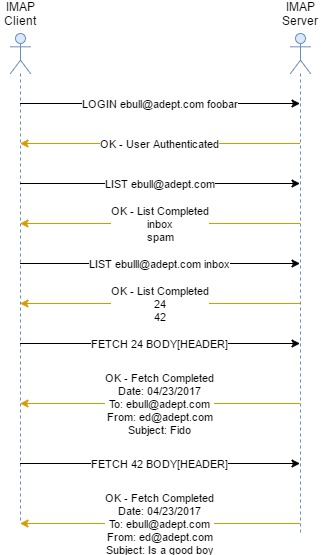 IMAP
Client
IMAP
Server
LOGIN ebull@adept.com foobar
OK - User Authenticated
LIST ebull@adept.com
OK - List Completed
inbox
spam
LIST ebulll@adept.com inbox
OK - List Completed
24
42
FETCH 24 BODY[HEADER]
OK - Fetch Completed
Date: 04/23/2017
To: ebull@adept.com
From: ed@adept.com
Subject: Fido
FETCH 42 BODY[HEADER]
OK - Fetch Completed
Date: 04/23/2017
To: ebull@adept.com
From: ed@adept.com
Subject: Is a good boy